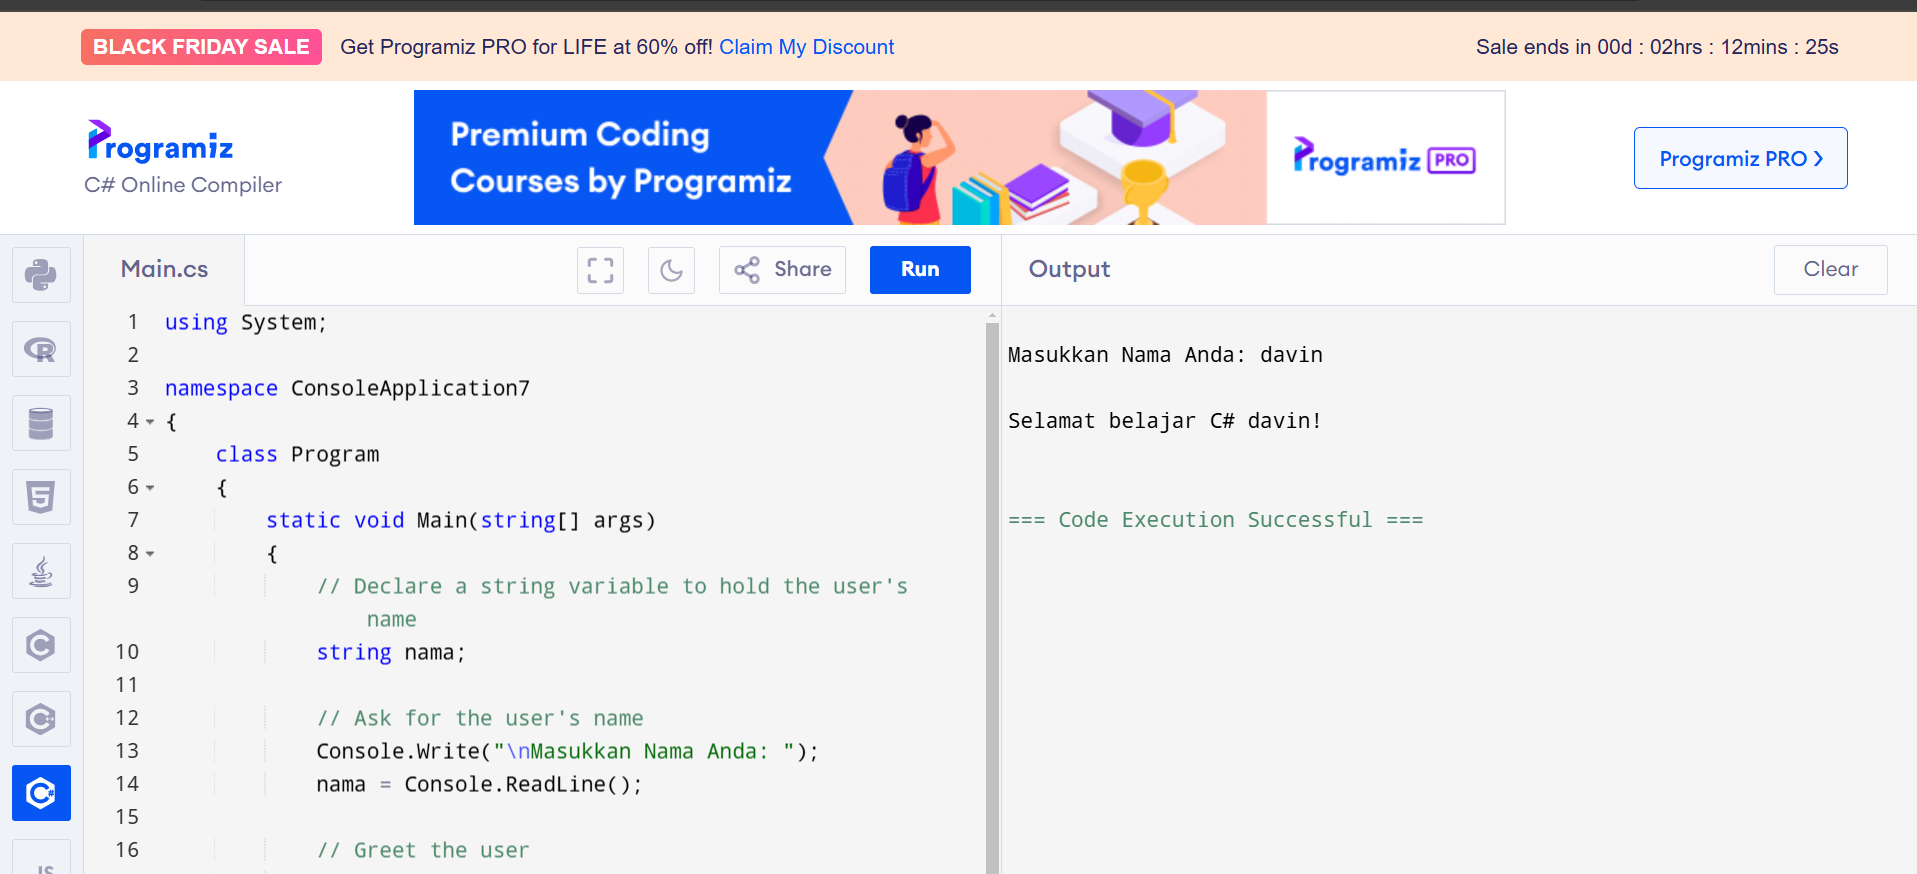 BLACK FRIDAY SALE Get Programiz PRO for LIFE at 60% off! Claim My Discount Sale ends in 00d : 02hrs : 12mins : 25s
Programiz
C# Online Compiler
Premium Coding
Courses by Programiz
Programiz PRO
Programiz PRO ❯
Main.cs Share Run
1 using System;
2
3 namespace ConsoleApplication7
4 {
5 class Program
6 {
7 static void Main(string[] args)
8 {
9 // Declare a string variable to hold the user's
name
10 string nama;
11
12 // Ask for the user's name
13 Console.Write("\nMasukkan Nama Anda: ");
14 nama = Console.ReadLine();
15
16 // Greet the user
Output Clear
Masukkan Nama Anda: davin
Selamat belajar C# davin!
=== Code Execution Successful ===